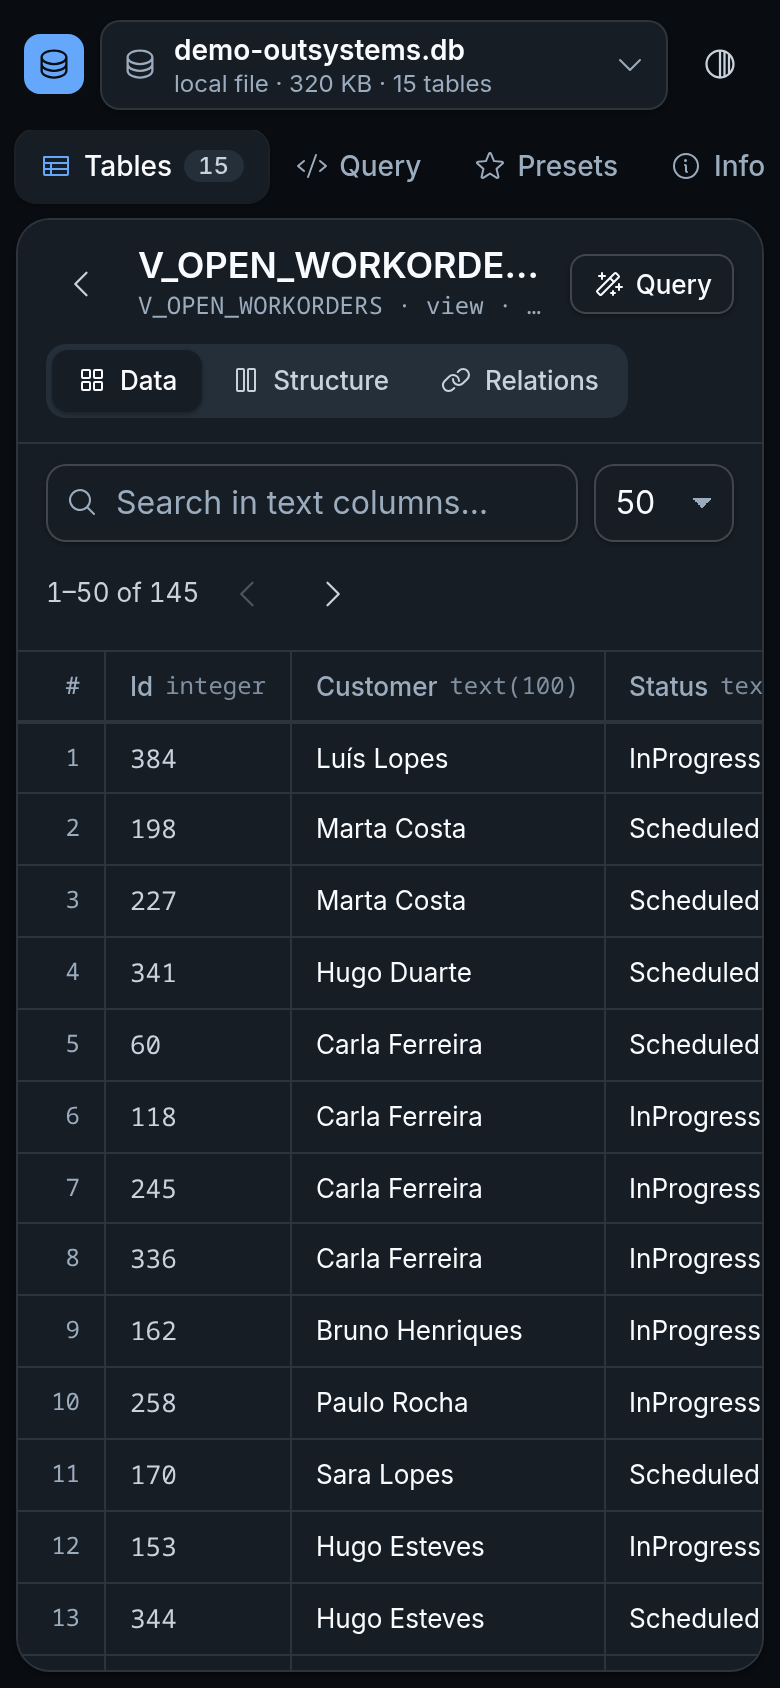 demo-outsystems.db
local file · 320 KB · 15 tables
Tables 15 Query Presets Info
V_OPEN_WORKORDE...
V_OPEN_WORKORDERS · view · …
Query
Data Structure Relations
Search in text columns... 50
1–50 of 145
# Id integer Customer text(100) Status tex
1 384 Luís Lopes InProgress
2 198 Marta Costa Scheduled
3 227 Marta Costa Scheduled
4 341 Hugo Duarte Scheduled
5 60 Carla Ferreira Scheduled
6 118 Carla Ferreira InProgress
7 245 Carla Ferreira InProgress
8 336 Carla Ferreira InProgress
9 162 Bruno Henriques InProgress
10 258 Paulo Rocha InProgress
11 170 Sara Lopes Scheduled
12 153 Hugo Esteves InProgress
13 344 Hugo Esteves Scheduled